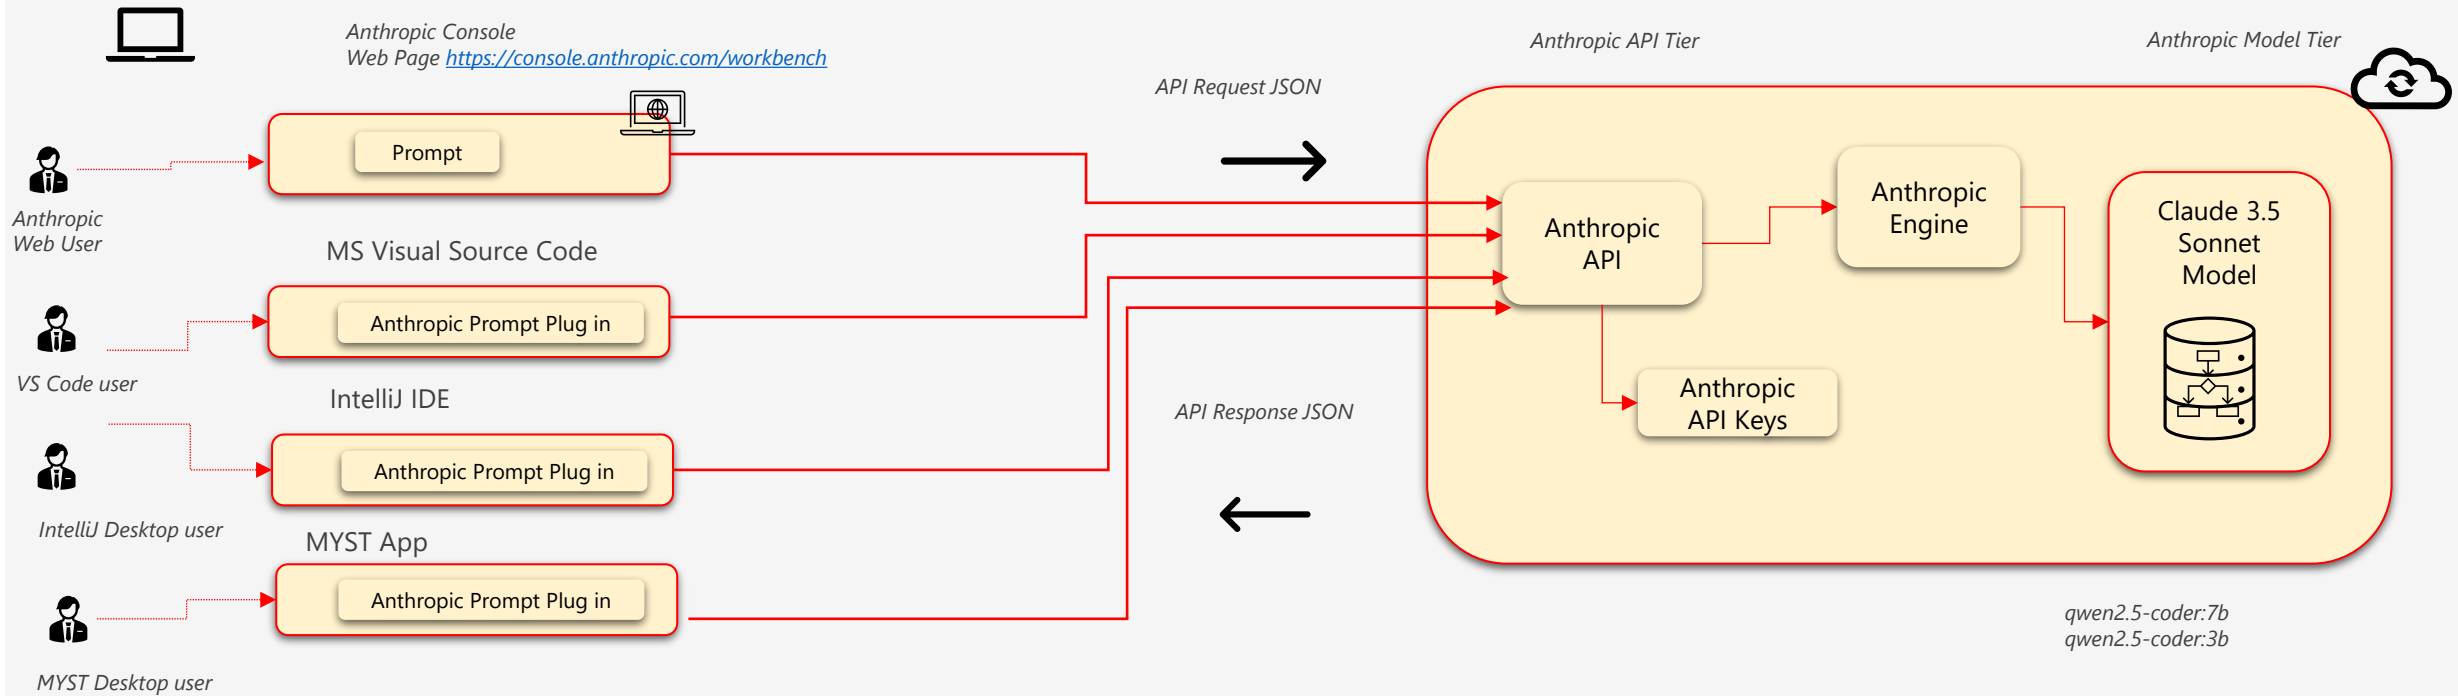 Anthropic Console
Web Page https://console.anthropic.com/workbench
Anthropic API Tier
Anthropic Model Tier
API Request JSON
Prompt
Anthropic
Web User
MS Visual Source Code
Anthropic Prompt Plug in
VS Code user
IntelliJ IDE
Anthropic Prompt Plug in
IntelliJ Desktop user
MYST App
Anthropic Prompt Plug in
MYST Desktop user
API Response JSON
Anthropic
API
Anthropic
Engine
Anthropic
API Keys
Claude 3.5
Sonnet
Model
qwen2.5-coder:7b
qwen2.5-coder:3b